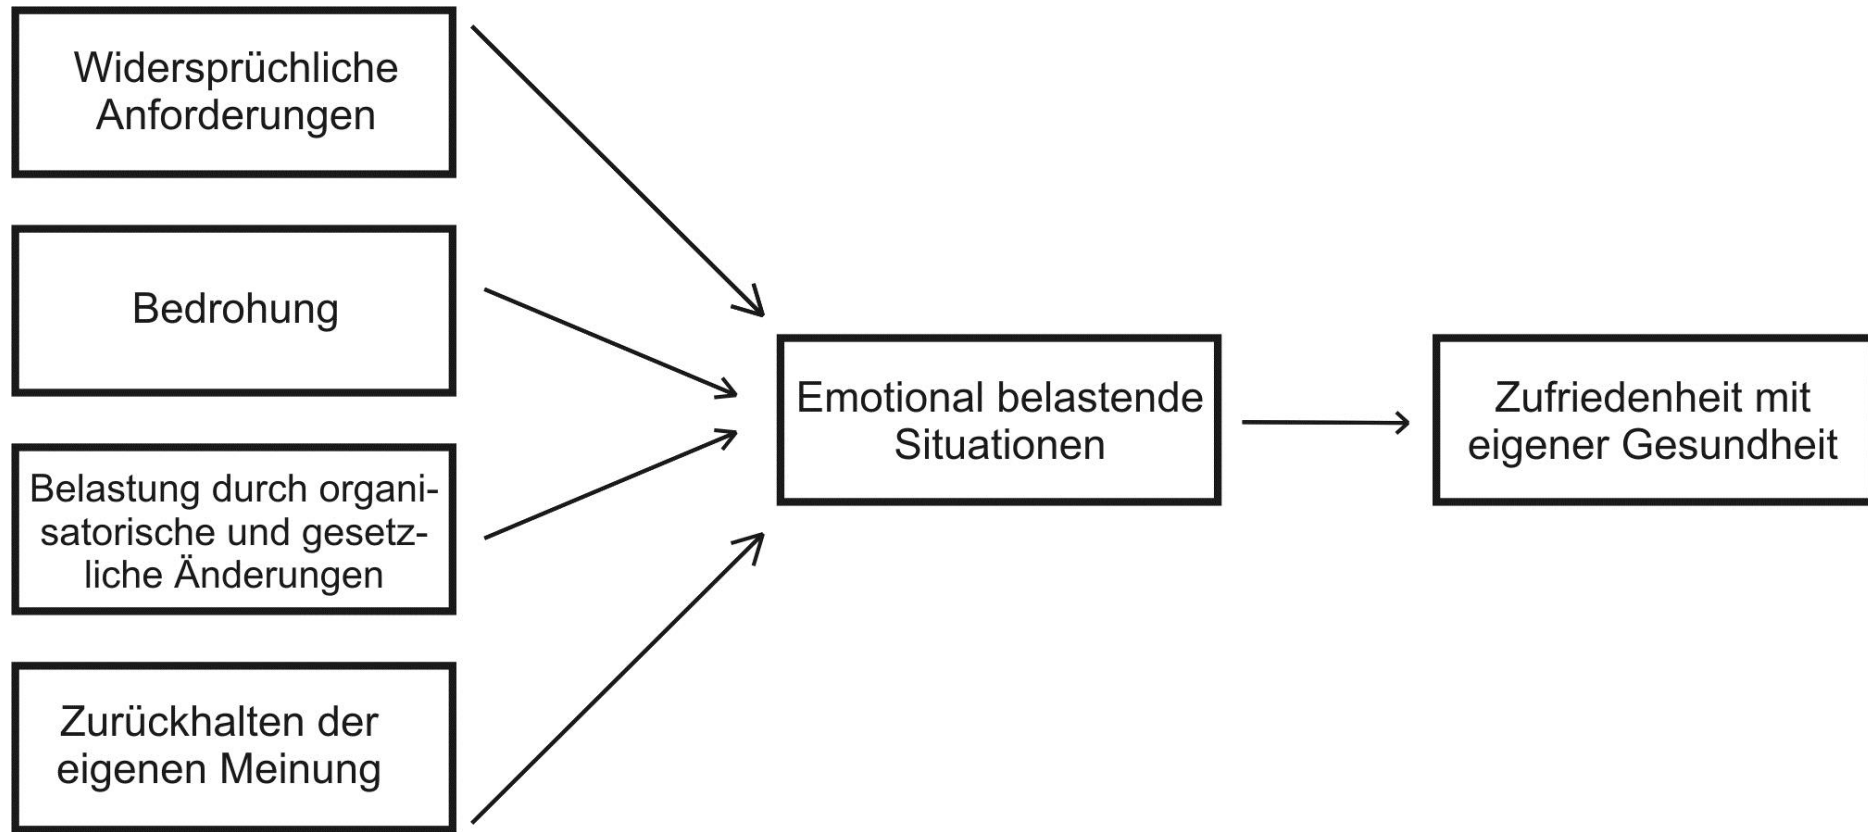 Widersprüchliche
Anforderungen
Bedrohung
Belastung durch organi-
satorische und gesetz-
liche Änderungen
Zurückhalten der
eigenen Meinung
Emotional belastende
Situationen
Zufriedenheit mit
eigener Gesundheit